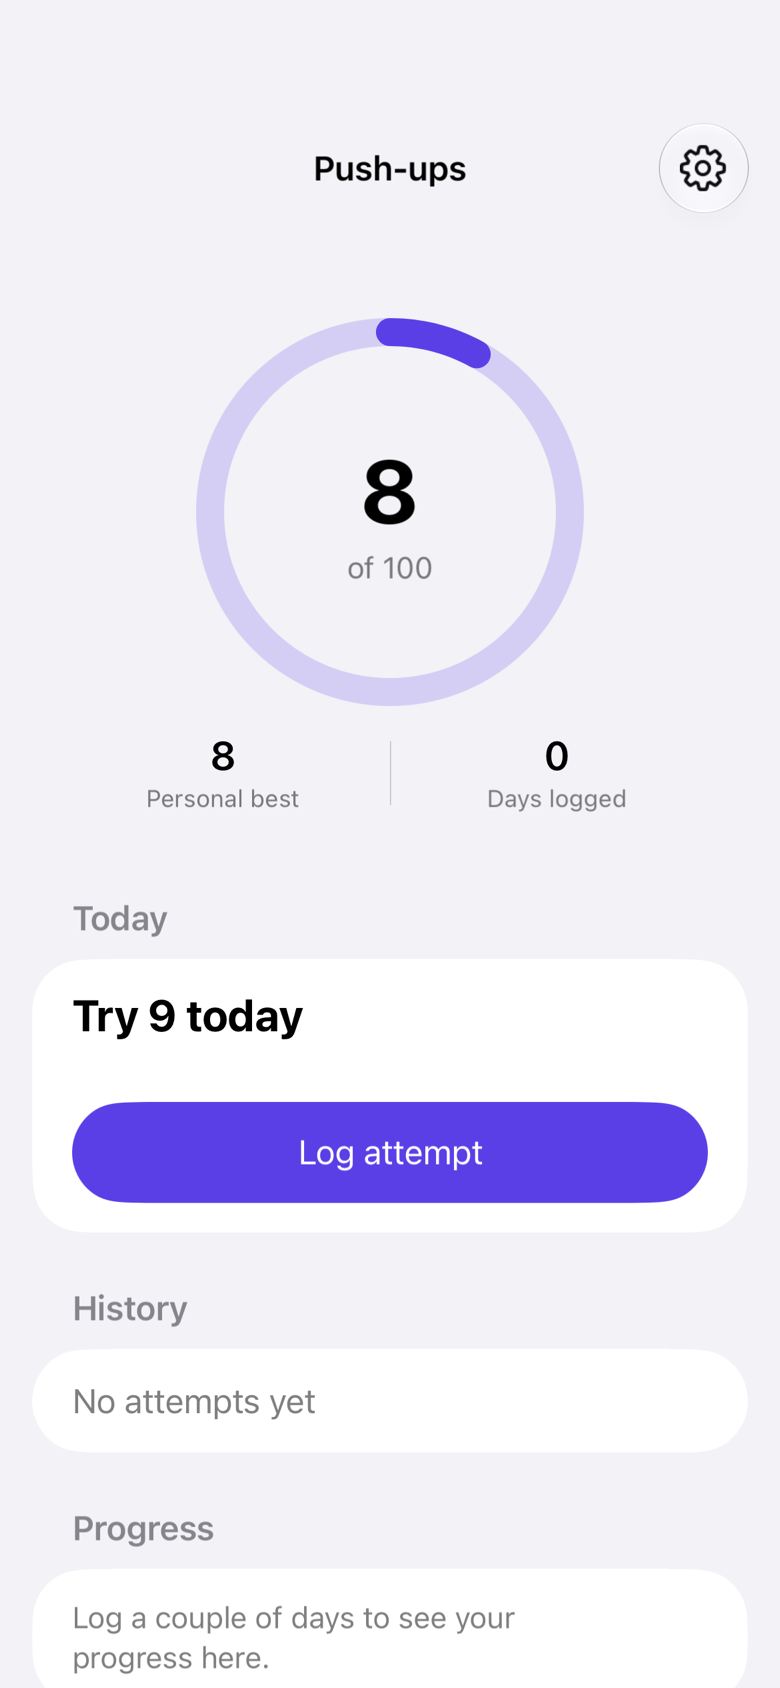 Push-ups
8
of 100
8
Personal best
0
Days logged
Today
Try 9 today
Log attempt
History
No attempts yet
Progress
Log a couple of days to see your
progress here.